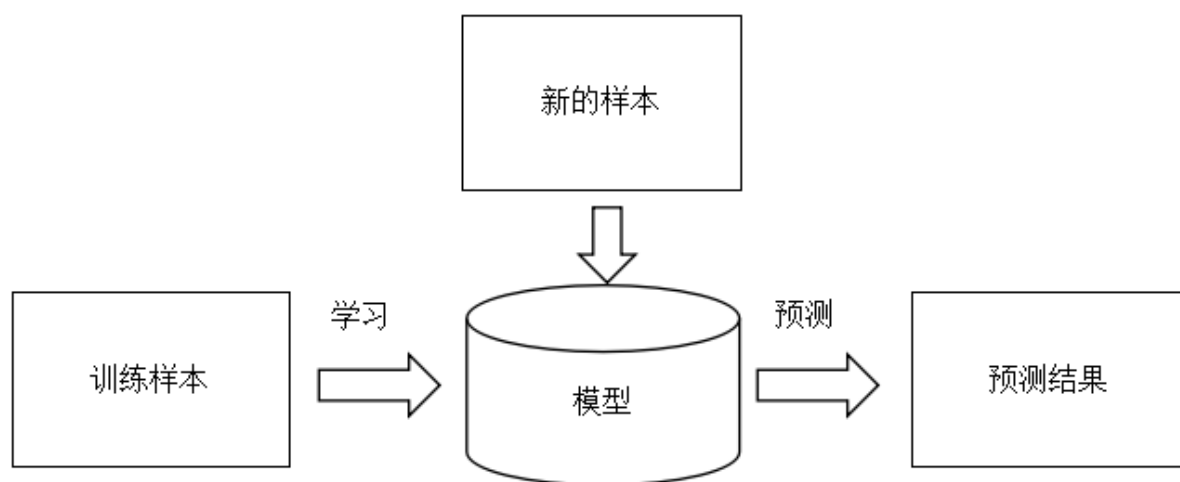 新的样本
学习
预测
训练样本
模型
预测结果